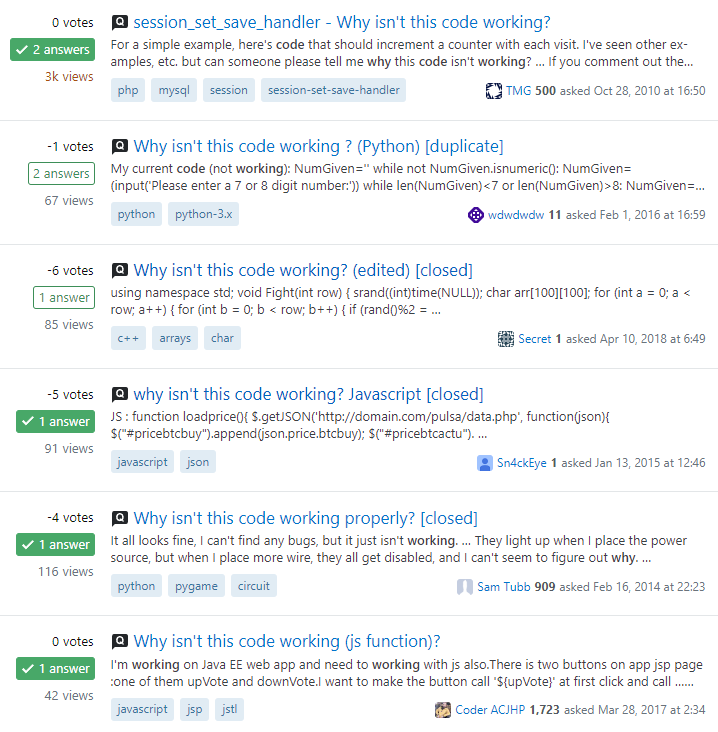 0 votes
session_set_save_handler - Why isn't this code working?
2 answers
For a simple example, here's code that should increment a counter with each visit. I've seen other ex-
amples, etc. but can someone please tell me why this code isn't working? ... If you comment out the...
3k views
php mysql session session-set-save-handler
TMG 500 asked Oct 28, 2010 at 16:50
-1 votes
Why isn't this code working ? (Python) [duplicate]
2 answers
My current code (not working): NumGiven='' while not NumGiven.isnumeric(): NumGiven=
(input('Please enter a 7 or 8 digit number:')) while len(NumGiven)<7 or len(NumGiven)>8: NumGiven=...
67 views
python python-3.x
wdwdwdw 11 asked Feb 1, 2016 at 16:59
-6 votes
Why isn't this code working? (edited) [closed]
1 answer
using namespace std; void Fight(int row) { srand((int)time(NULL)); char arr[100][100]; for (int a = 0; a <
row; a++) { for (int b = 0; b < row; b++) { if (rand()%2 = ...
85 views
c++ arrays char
Secret 1 asked Apr 10, 2018 at 6:49
-5 votes
why isn't this code working? Javascript [closed]
1 answer
JS : function loadprice(){ $.getJSON('http://domain.com/pulsa/data.php', function(json){
$("#pricebtcbuy").append(json.price.btcbuy); $("#pricebtcactu"). ...
91 views
javascript json
Sn4ckEye 1 asked Jan 13, 2015 at 12:46
-4 votes
Why isn't this code working properly? [closed]
1 answer
It all looks fine, I can't find any bugs, but it just isn't working. ... They light up when I place the power
source, but when I place more wire, they all get disabled, and I can't seem to figure out why. ...
116 views
python pygame circuit
Sam Tubb 909 asked Feb 16, 2014 at 22:23
0 votes
Why isn't this code working (js function)?
1 answer
I'm working on Java EE web app and need to working with js also.There is two buttons on app jsp page
:one of them upVote and downVote.I want to make the button call '${upVote}' at first click and call ......
42 views
javascript jsp jstl
Coder ACJHP 1,723 asked Mar 28, 2017 at 2:34